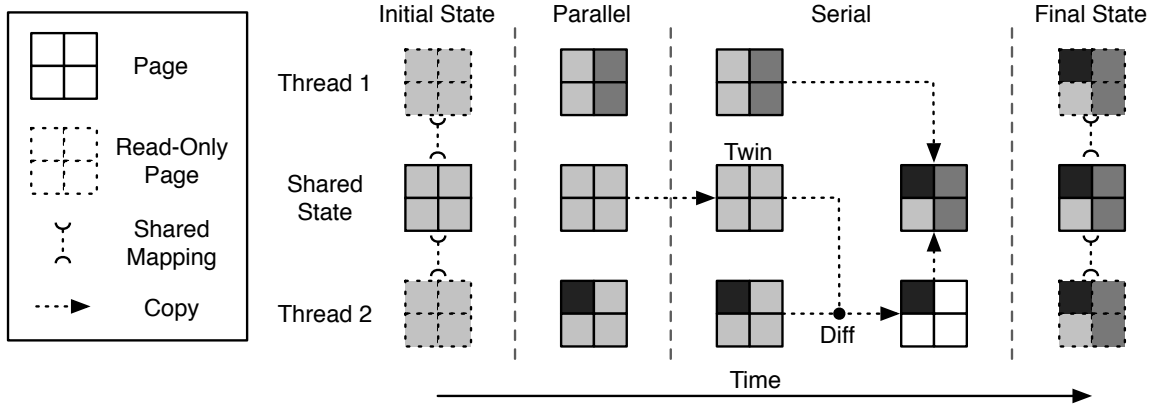 Page
Read-Only
Page
Shared
Mapping
Copy
Initial State
Parallel
Serial
Final State
Thread 1
Twin
Shared
State
Thread 2
Diff
Time